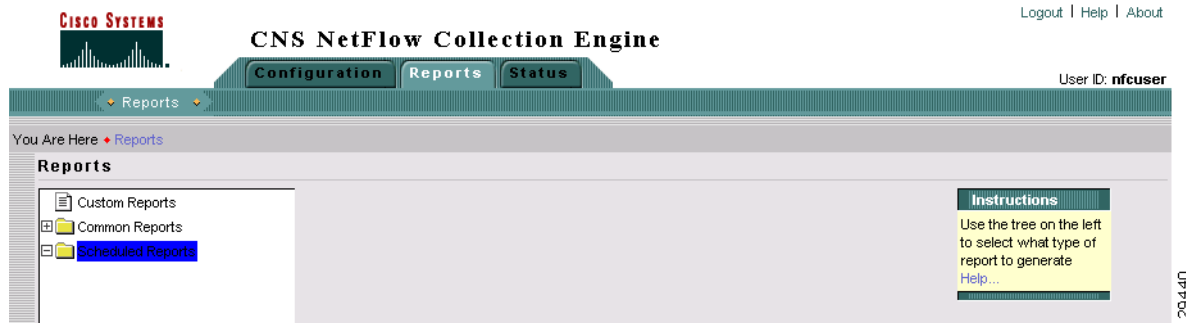 Logout | Help | About
CISCO SYSTEMS
CNS NetFlow Collection Engine
Configuration Reports Status
User ID: nfcuser
Reports
You Are Here Reports
Reports
Custom Reports
Common Reports
Scheduled Reports
Instructions
Use the tree on the left
to select what type of
report to generate
Help...
29440